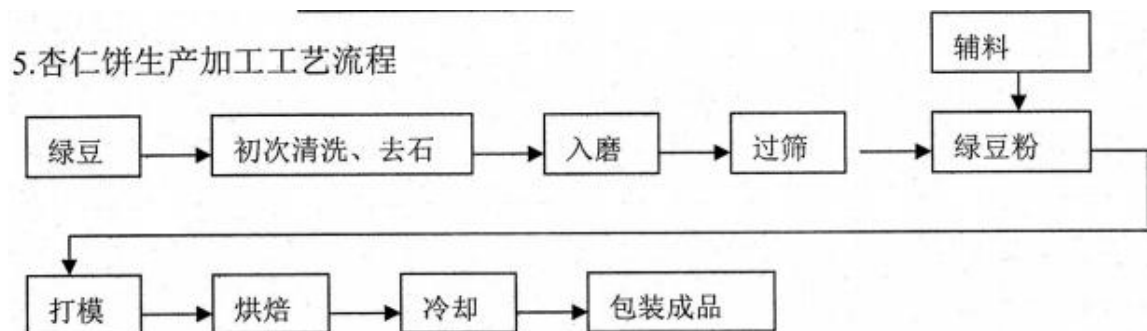 5.杏仁饼生产加工工艺流程
辅料
绿豆
初次清洗、去石
入磨
过筛
绿豆粉
打模
烘焙
冷却
包装成品